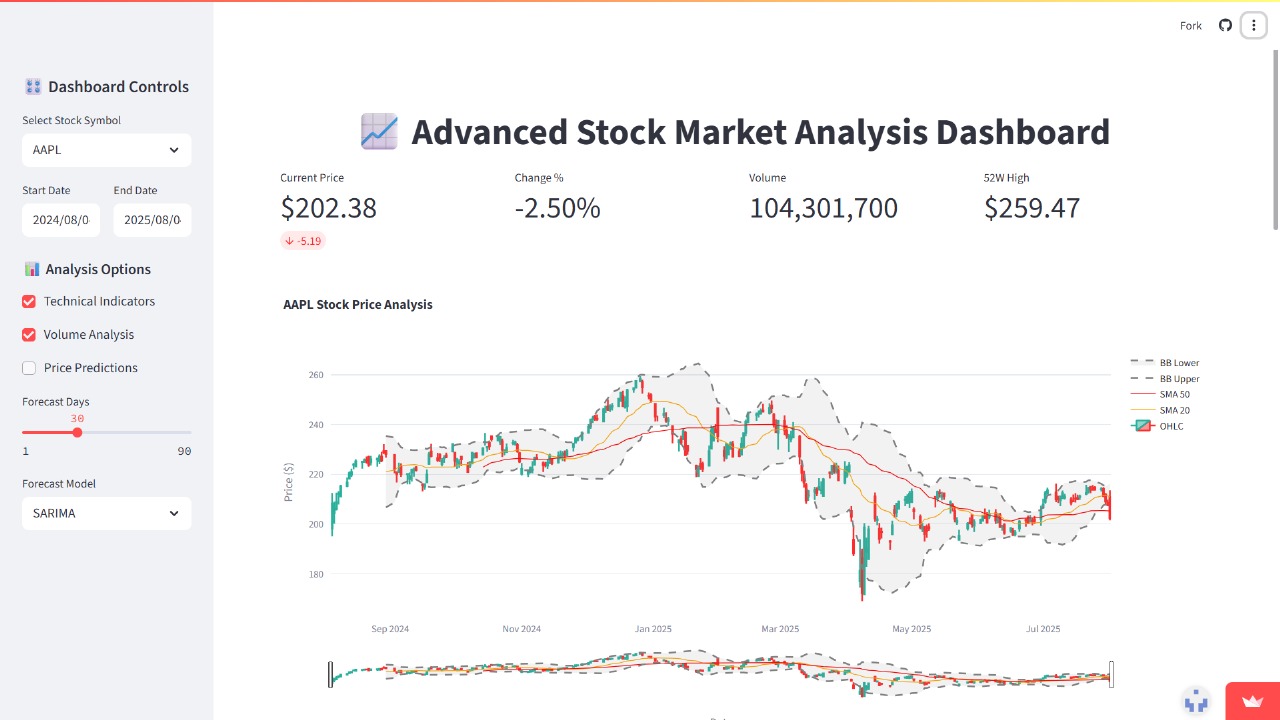 Fork
Dashboard Controls
Select Stock Symbol
AAPL
Start Date
End Date
2024/08/0
2025/08/0
Analysis Options
Technical Indicators
Volume Analysis
Price Predictions
Forecast Days
30
1
90
Forecast Model
SARIMA
Advanced Stock Market Analysis Dashboard
Current Price
$202.38
-5.19
Change %
-2.50%
Volume
104,301,700
52W High
$259.47
AAPL Stock Price Analysis
Price ($)
260
240
220
200
180
Sep 2024
Nov 2024
Jan 2025
Mar 2025
May 2025
Jul 2025
BB Lower
BB Upper
SMA 50
SMA 20
OHLC